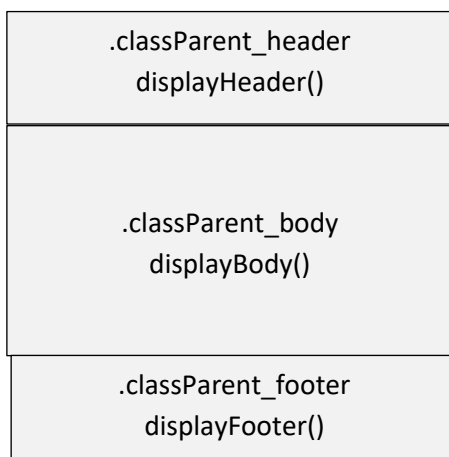 .classParent_header
displayHeader()
.classParent_body
displayBody()
.classParent_footer
displayFooter()